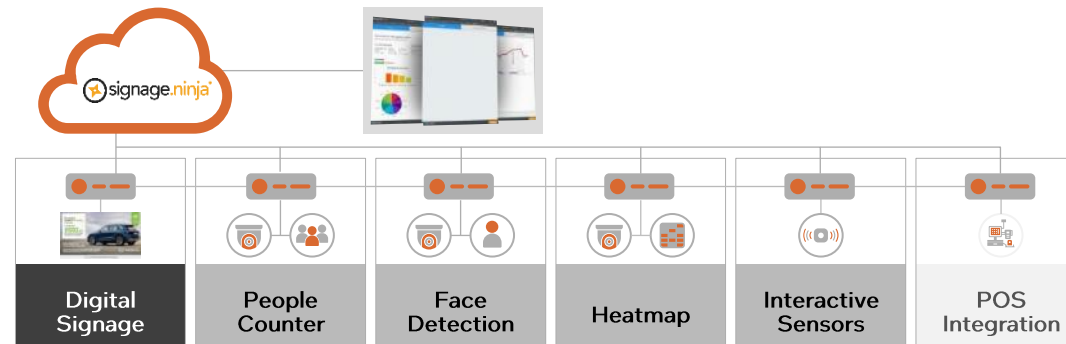 signage.ninja
Digital
Signage
People
Counter
Face
Detection
Heatmap
Interactive
Sensors
POS
Integration